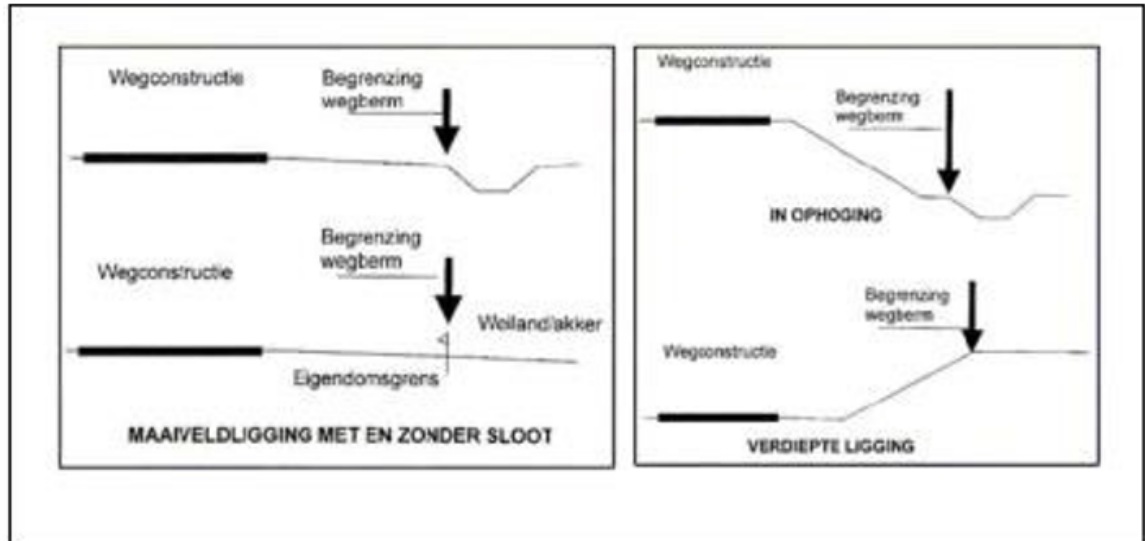 Wegconstructie
Begrenzing
wegberm
Begrenzing
wegberm
Wegconstructie
Weiland/akker
Eigendomsgrens
MAAIVELDLIGGING MET EN ZONDER SLOOT
Wegconstructie
Begrenzing
wegberm
IN OPHOGING
Begrenzing
wegberm
Wegconstructie
VERDIEPTE LIGGING